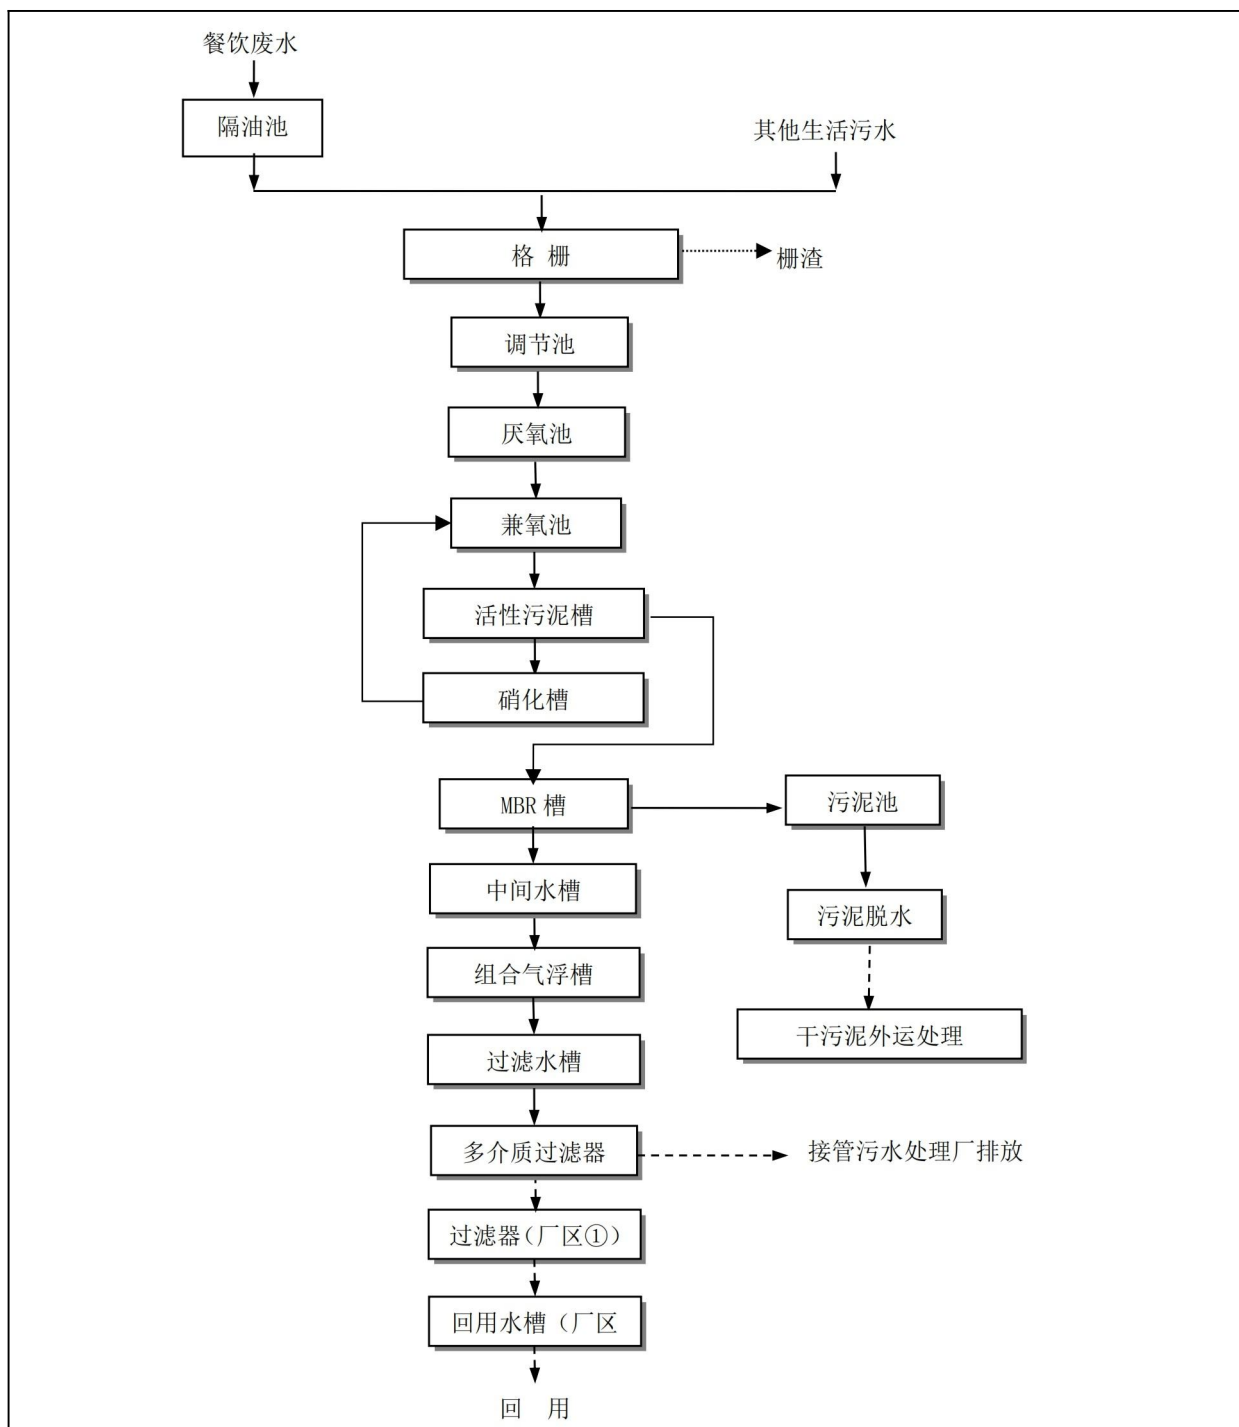 餐饮废水
隔油池
其他生活污水
格 栅
栅渣
调节池
厌氧池
兼氧池
活性污泥槽
硝化槽
MBR 槽
污泥池
中间水槽
污泥脱水
组合气浮槽
干污泥外运处理
过滤水槽
多介质过滤器
接管污水处理厂排放
过滤器（厂区①）
回用水槽（厂区
回 用